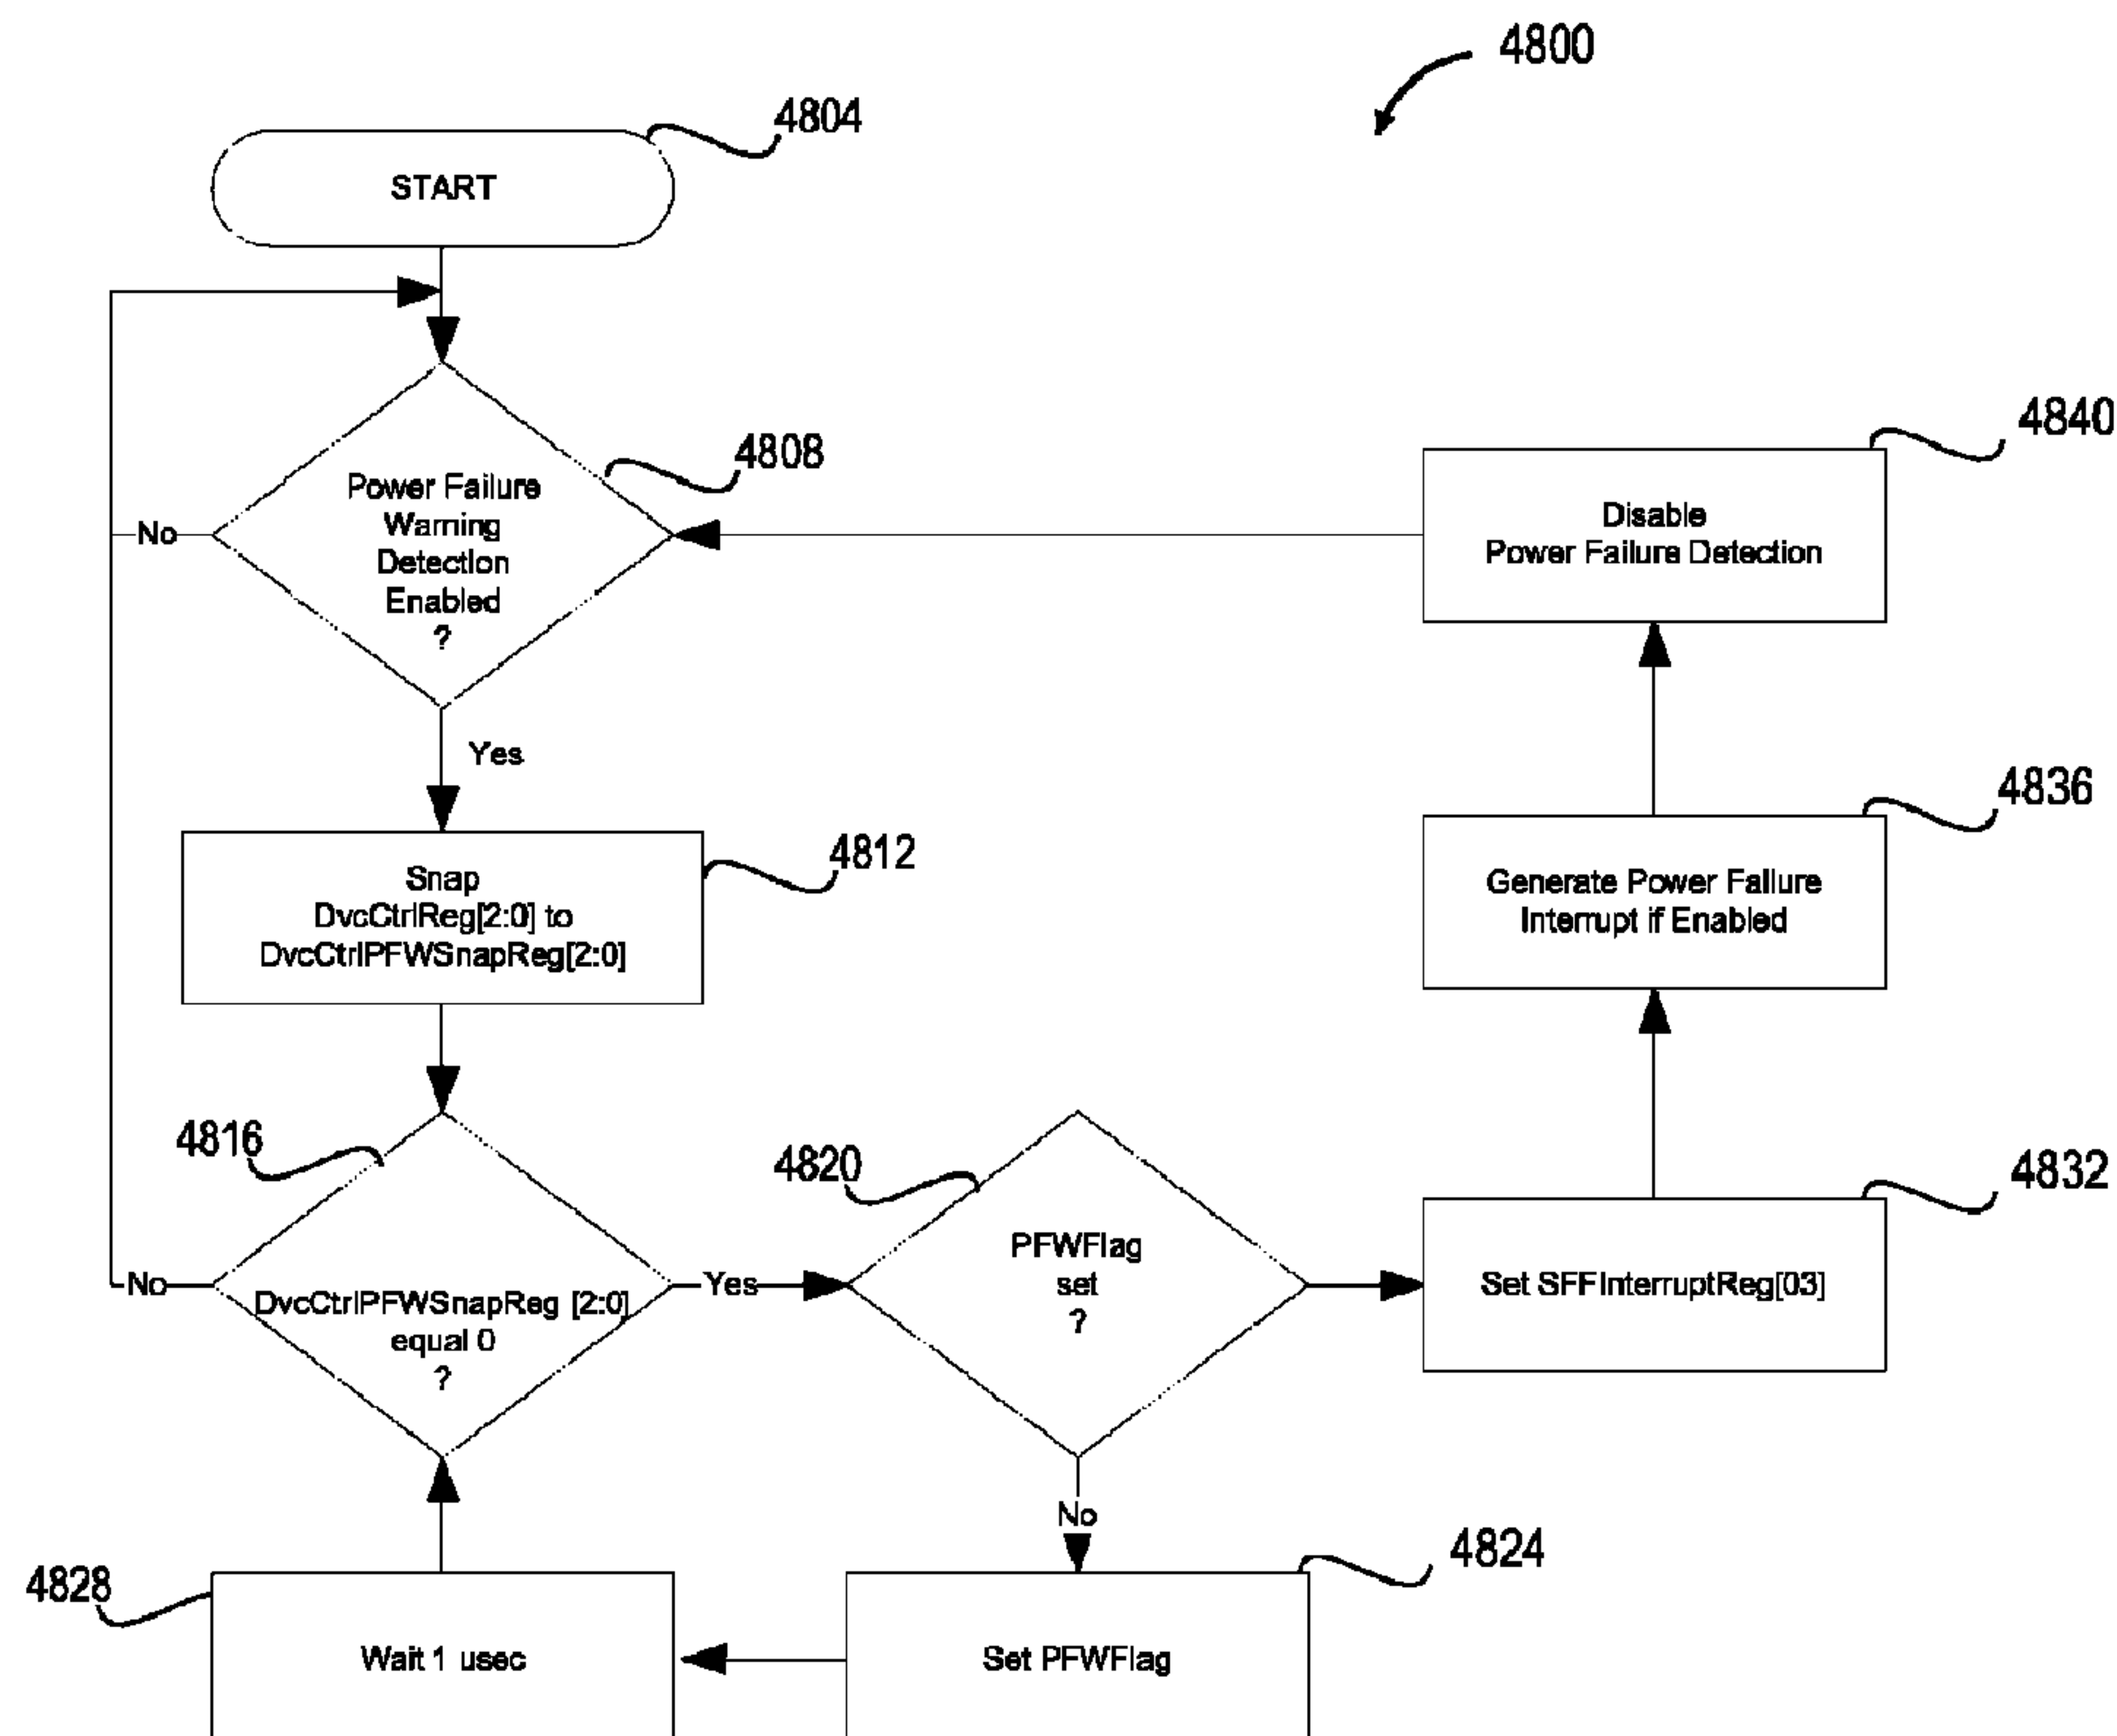 4800
4804
START
4808
Power Failure
Warning
Detection
Enabled
?
No
Yes
4840
Disable
Power Failure Detection
4812
Snap
DvcCtrlReg[2:0] to
DvcCtrlPFWSnapReg[2:0]
4836
Generate Power Failure
Interrupt if Enabled
4816
DvcCtrlPFWSnapReg [2:0]
equal 0
?
No
Yes
4820
PFWFlag
set
?
No
4832
Set SFFInterruptReg[03]
4824
Set PFWFlag
4828
Wait 1 usec